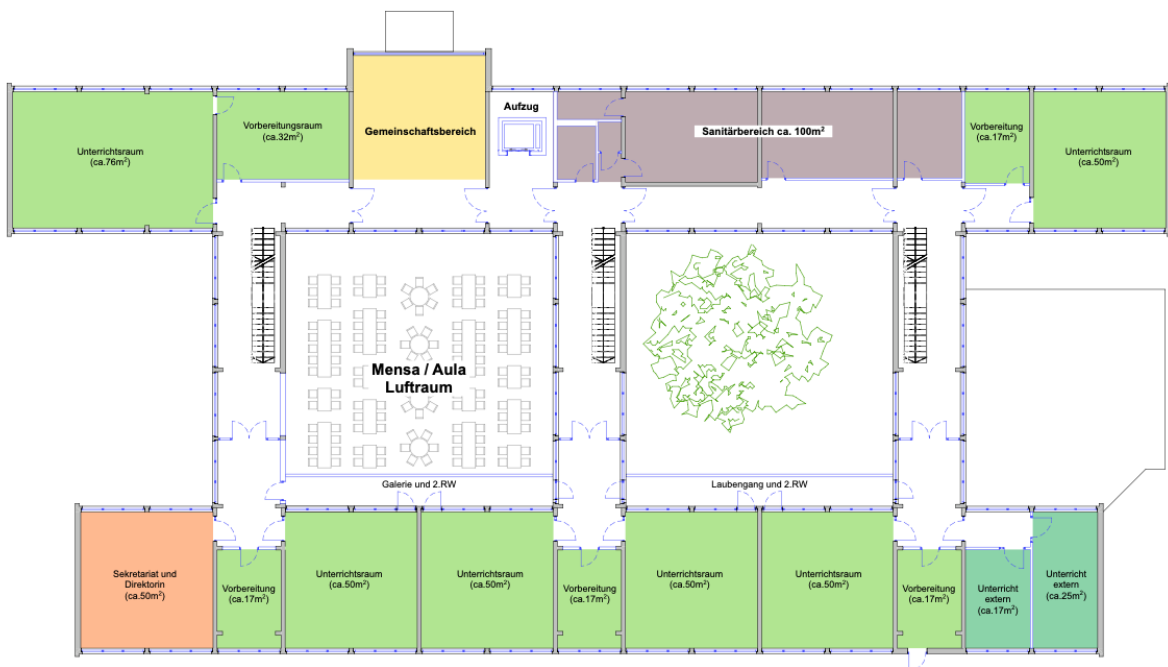 Aufzug
Vorbereitungsraum
(ca.32m²)
Gemeinschaftsbereich
Sanitärbereich ca. 100m²
Vorbereitung
(ca.17m²)
Unterrichtsraum
(ca.76m²)
Unterrichtsraum
(ca.50m²)
Mensa / Aula
Luftraum
Galerie und 2.RW
Laubengang und 2.RW
Sekretariat und
Direktorin
(ca.50m²)
Vorbereitung
(ca.17m²)
Unterrichtsraum
(ca.50m²)
Unterrichtsraum
(ca.50m²)
Vorbereitung
(ca.17m²)
Unterrichtsraum
(ca.50m²)
Unterrichtsraum
(ca.50m²)
Vorbereitung
(ca.17m²)
Unterricht
extern
(ca.17m²)
Unterricht
extern
(ca.25m²)